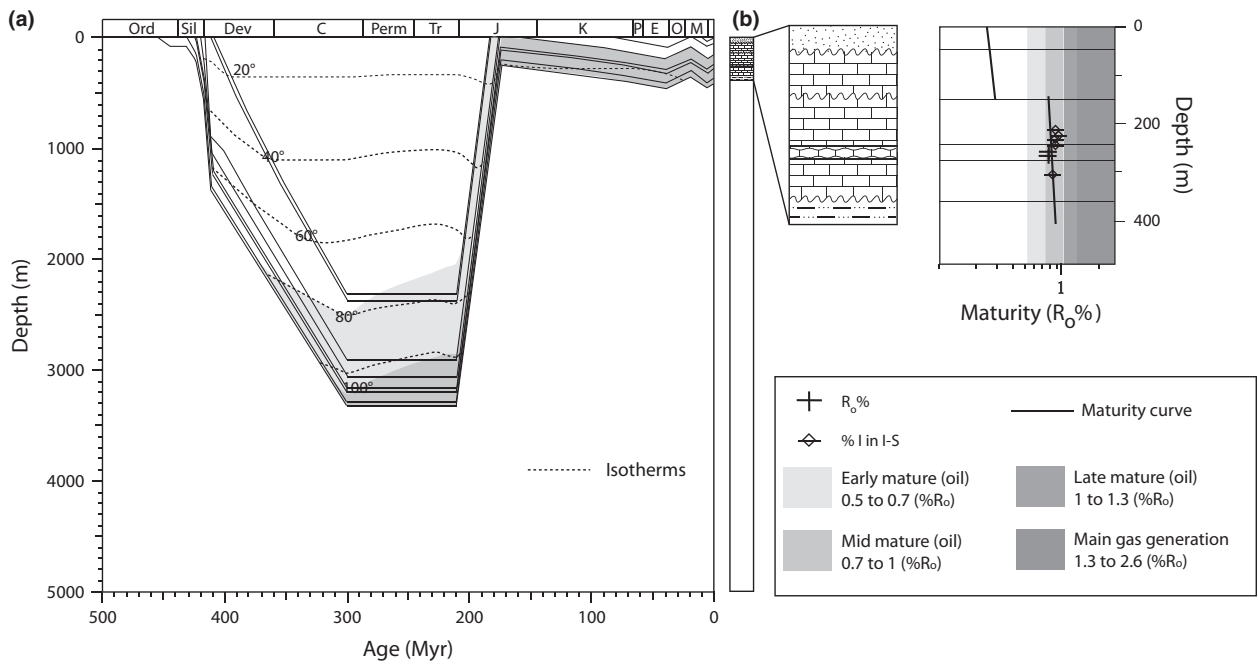 (a)
Ord Sil Dev C Perm Tr J K P E O M
0
1000
2000
3000
4000
5000
Depth (m)
20°
40°
60°
80°
100°
Isotherms
500 400 300 200 100 0
Age (Myr)
(b)
0
200
400
Depth (m)
1
Maturity (Ro%)
Ro%
Maturity curve
% I in I-S
Early mature (oil)
0.5 to 0.7 (%Ro)
Late mature (oil)
1 to 1.3 (%Ro)
Mid mature (oil)
0.7 to 1 (%Ro)
Main gas generation
1.3 to 2.6 (%Ro)